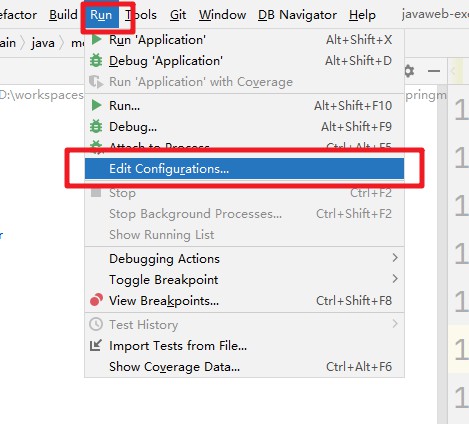 efactor Build Run Tools Git Window DB Navigator Help javaweb-exe
ain java m
Run 'Application' Alt+Shift+X
Debug 'Application' Alt+Shift+D
Run 'Application' with Coverage
D:\workspaces
pringm
Run... Alt+Shift+F10
Debug... Alt+Shift+F9
Attach to Process... Ctrl+Alt+F5
Edit Configurations...
Stop Ctrl+F2
Stop Background Processes... Ctrl+Shift+F2
Show Running List
Debugging Actions
Toggle Breakpoint
View Breakpoints... Ctrl+Shift+F8
Test History
Import Tests from File...
Show Coverage Data... Ctrl+Alt+F6